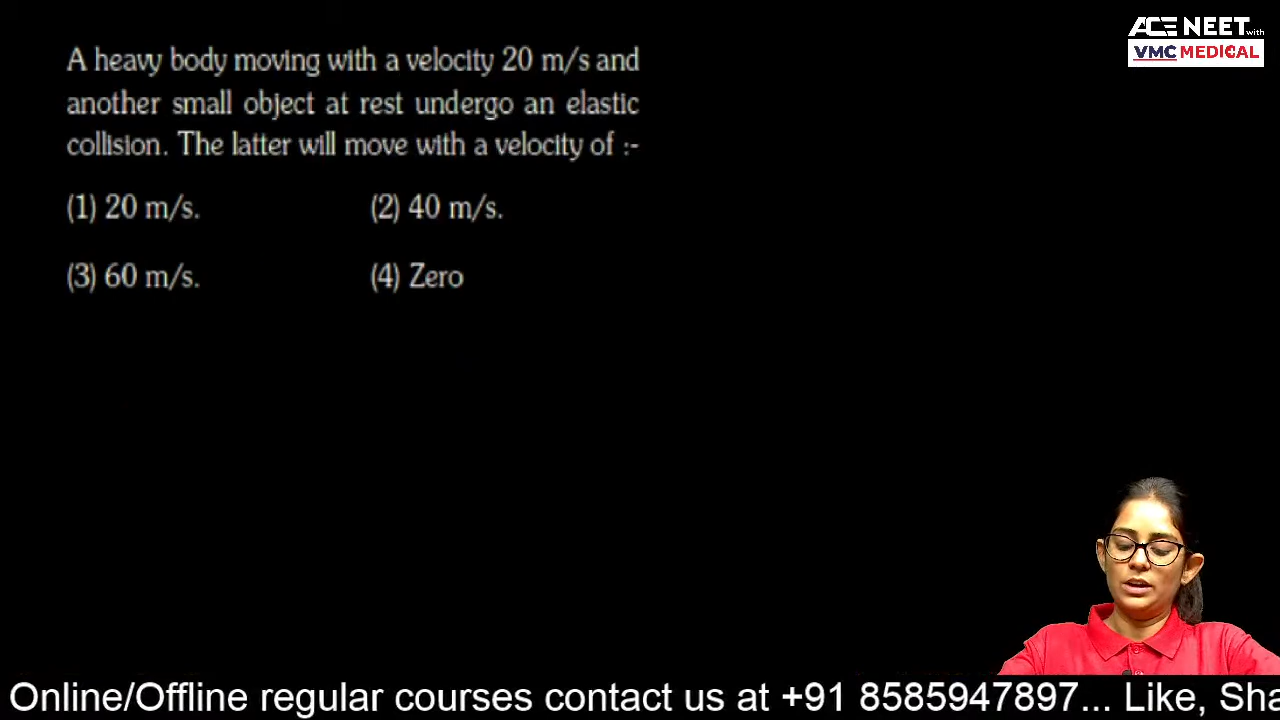 ACE NEET with
VMC MEDICAL
A heavy body moving with a velocity 20 m/s and
another small object at rest undergo an elastic
collision. The latter will move with a velocity of :-
(1) 20 m/s. (2) 40 m/s.
(3) 60 m/s. (4) Zero
Online/Offline regular courses contact us at +91 8585947897... Like, Sha